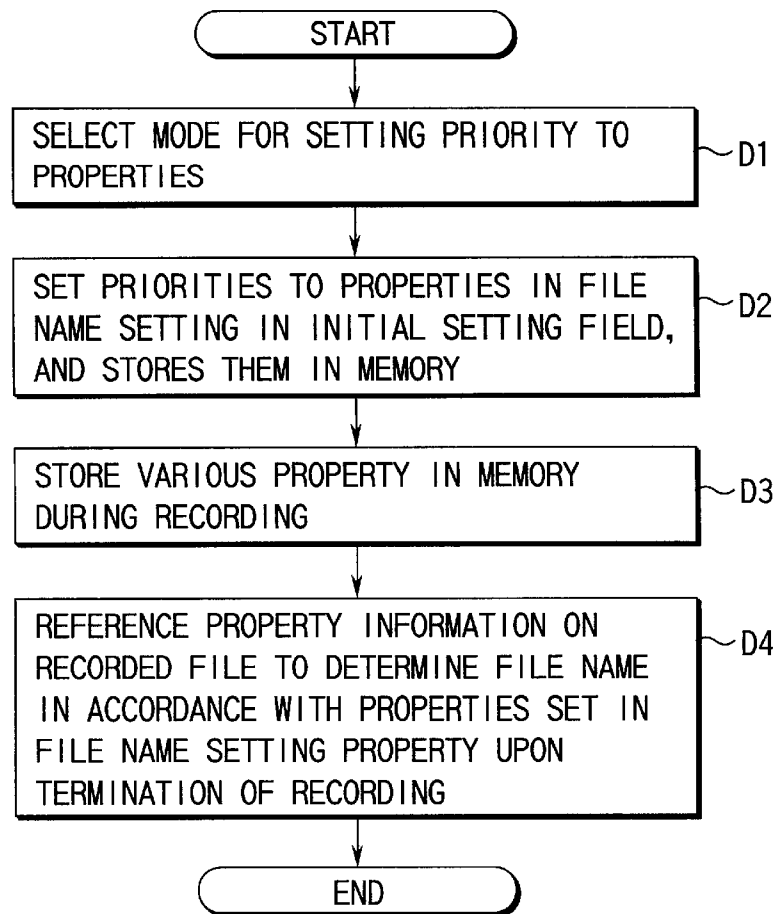 START
SELECT MODE FOR SETTING PRIORITY TO
PROPERTIES
D1
SET PRIORITIES TO PROPERTIES IN FILE
NAME SETTING IN INITIAL SETTING FIELD,
AND STORES THEM IN MEMORY
D2
STORE VARIOUS PROPERTY IN MEMORY
DURING RECORDING
D3
REFERENCE PROPERTY INFORMATION ON
RECORDED FILE TO DETERMINE FILE NAME
IN ACCORDANCE WITH PROPERTIES SET IN
FILE NAME SETTING PROPERTY UPON
TERMINATION OF RECORDING
D4
END